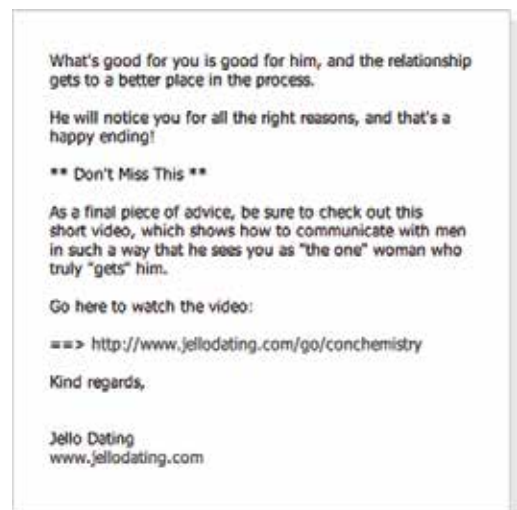 What's good for you is good for him, and the relationship
gets to a better place in the process.
He will notice you for all the right reasons, and that's a
happy ending!
** Don't Miss This **
As a final piece of advice, be sure to check out this
short video, which shows how to communicate with men
in such a way that he sees you as "the one" woman who
truly "gets" him.
Go here to watch the video:
==> http://www.jellodating.com/go/conchemistry
Kind regards,
Jello Dating
www.jellodating.com